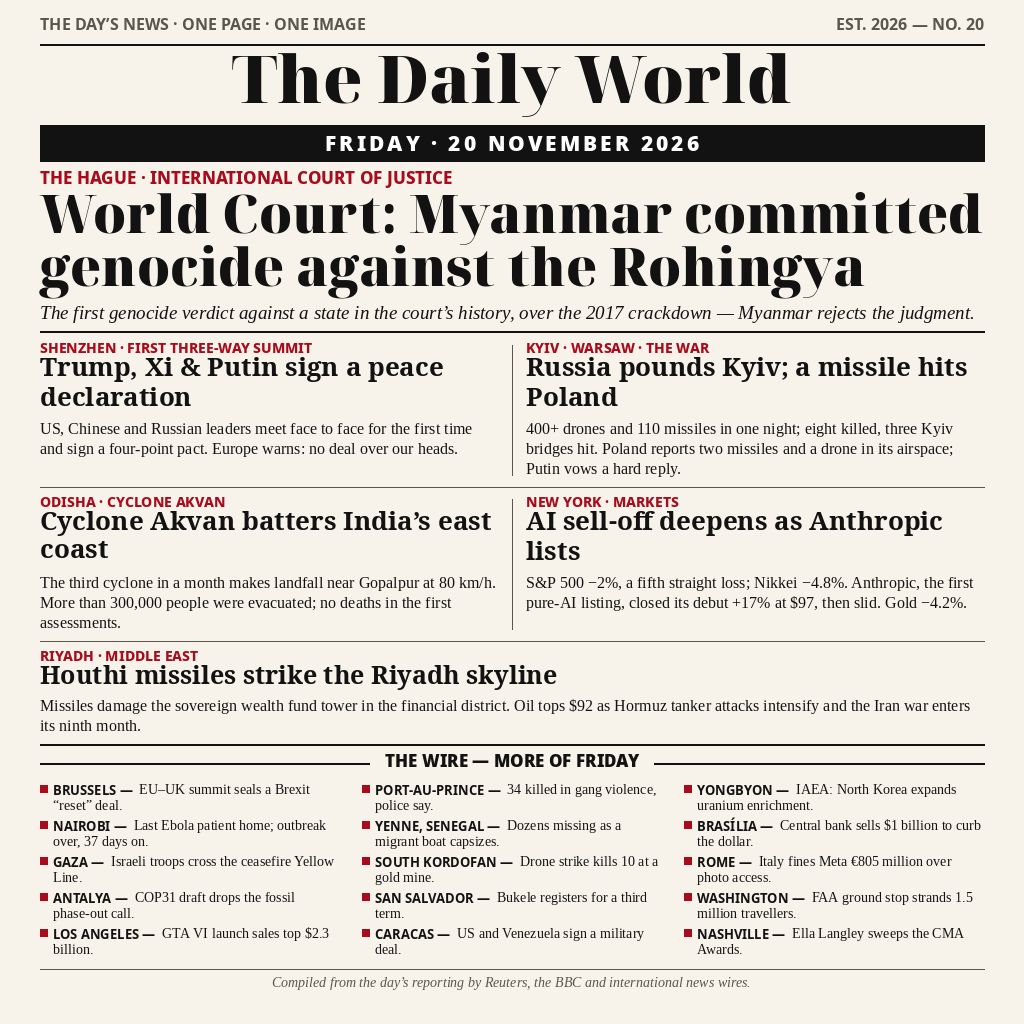 THE DAY’S NEWS · ONE PAGE · ONE IMAGE
EST. 2026 — NO. 20
The Daily World
FRIDAY · 20 NOVEMBER 2026
THE HAGUE · INTERNATIONAL COURT OF JUSTICE
World Court: Myanmar committed
genocide against the Rohingya
The first genocide verdict against a state in the court’s history, over the 2017 crackdown — Myanmar rejects the judgment.
SHENZHEN · FIRST THREE-WAY SUMMIT
Trump, Xi & Putin sign a peace
declaration
US, Chinese and Russian leaders meet face to face for the first time
and sign a four-point pact. Europe warns: no deal over our heads.
KYIV · WARSAW · THE WAR
Russia pounds Kyiv; a missile hits
Poland
400+ drones and 110 missiles in one night; eight killed, three Kyiv
bridges hit. Poland reports two missiles and a drone in its airspace;
Putin vows a hard reply.
ODISHA · CYCLONE AKVAN
Cyclone Akvan batters India’s east
coast
The third cyclone in a month makes landfall near Gopalpur at 80 km/h.
More than 300,000 people were evacuated; no deaths in the first
assessments.
NEW YORK · MARKETS
AI sell-off deepens as Anthropic
lists
S&P 500 −2%, a fifth straight loss; Nikkei −4.8%. Anthropic, the first
pure-AI listing, closed its debut +17% at $97, then slid. Gold −4.2%.
RIYADH · MIDDLE EAST
Houthi missiles strike the Riyadh skyline
Missiles damage the sovereign wealth fund tower in the financial district. Oil tops $92 as Hormuz tanker attacks intensify and the Iran war enters
its ninth month.
THE WIRE — MORE OF FRIDAY
BRUSSELS — EU–UK summit seals a Brexit
“reset” deal.
NAIROBI — Last Ebola patient home; outbreak
over, 37 days on.
GAZA — Israeli troops cross the ceasefire Yellow
Line.
ANTALYA — COP31 draft drops the fossil
phase-out call.
LOS ANGELES — GTA VI launch sales top $2.3
billion.
PORT-AU-PRINCE — 34 killed in gang violence,
police say.
YENNE, SENEGAL — Dozens missing as a
migrant boat capsizes.
SOUTH KORDOFAN — Drone strike kills 10 at a
gold mine.
SAN SALVADOR — Bukele registers for a third
term.
CARACAS — US and Venezuela sign a military
deal.
YONGBYON — IAEA: North Korea expands
uranium enrichment.
BRASÍLIA — Central bank sells $1 billion to curb
the dollar.
ROME — Italy fines Meta €805 million over
photo access.
WASHINGTON — FAA ground stop strands 1.5
million travellers.
NASHVILLE — Ella Langley sweeps the CMA
Awards.
Compiled from the day’s reporting by Reuters, the BBC and international news wires.